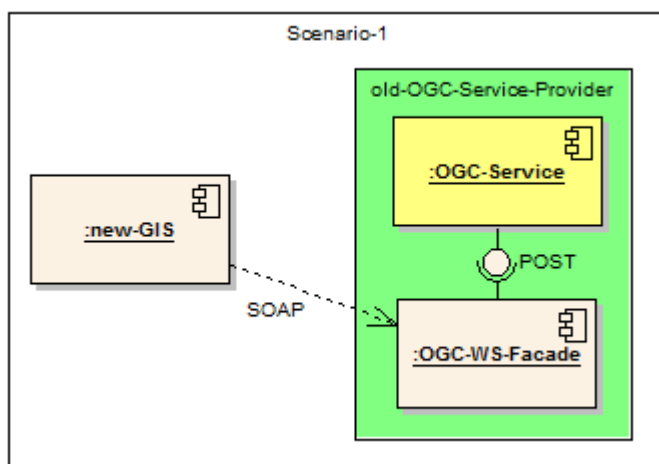 Scenario-1
old-OGC-Service-Provider
:OGC-Service
:new-GIS
POST
SOAP
:OGC-WS-Facade